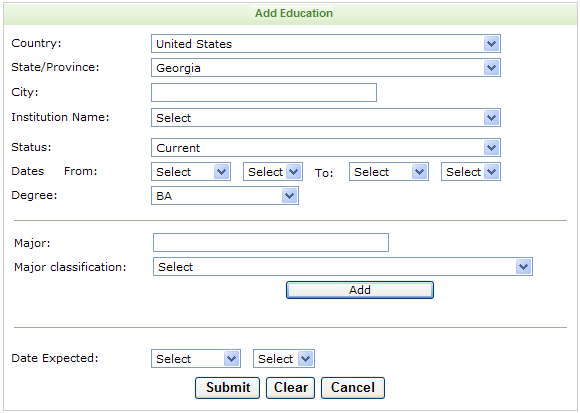 Add Education
Country: United States
State/Province: Georgia
City:
Institution Name: Select
Status: Current
Dates From: Select Select To: Select Select
Degree: BA
Major:
Major classification: Select
Add
Date Expected: Select Select
Submit Clear Cancel